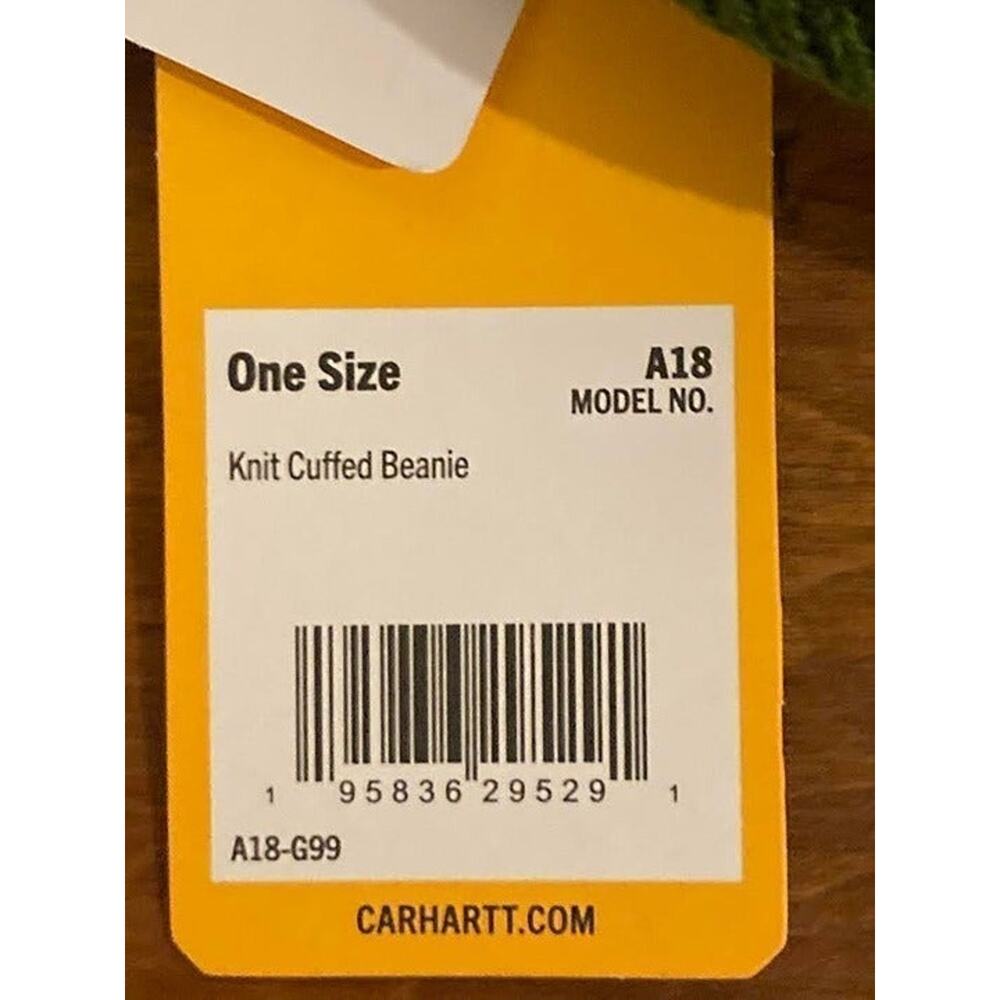 One Size
A18
MODEL NO.
Knit Cuffed Beanie
1 95836 29529 1
A18-G99
CARHARTT.COM